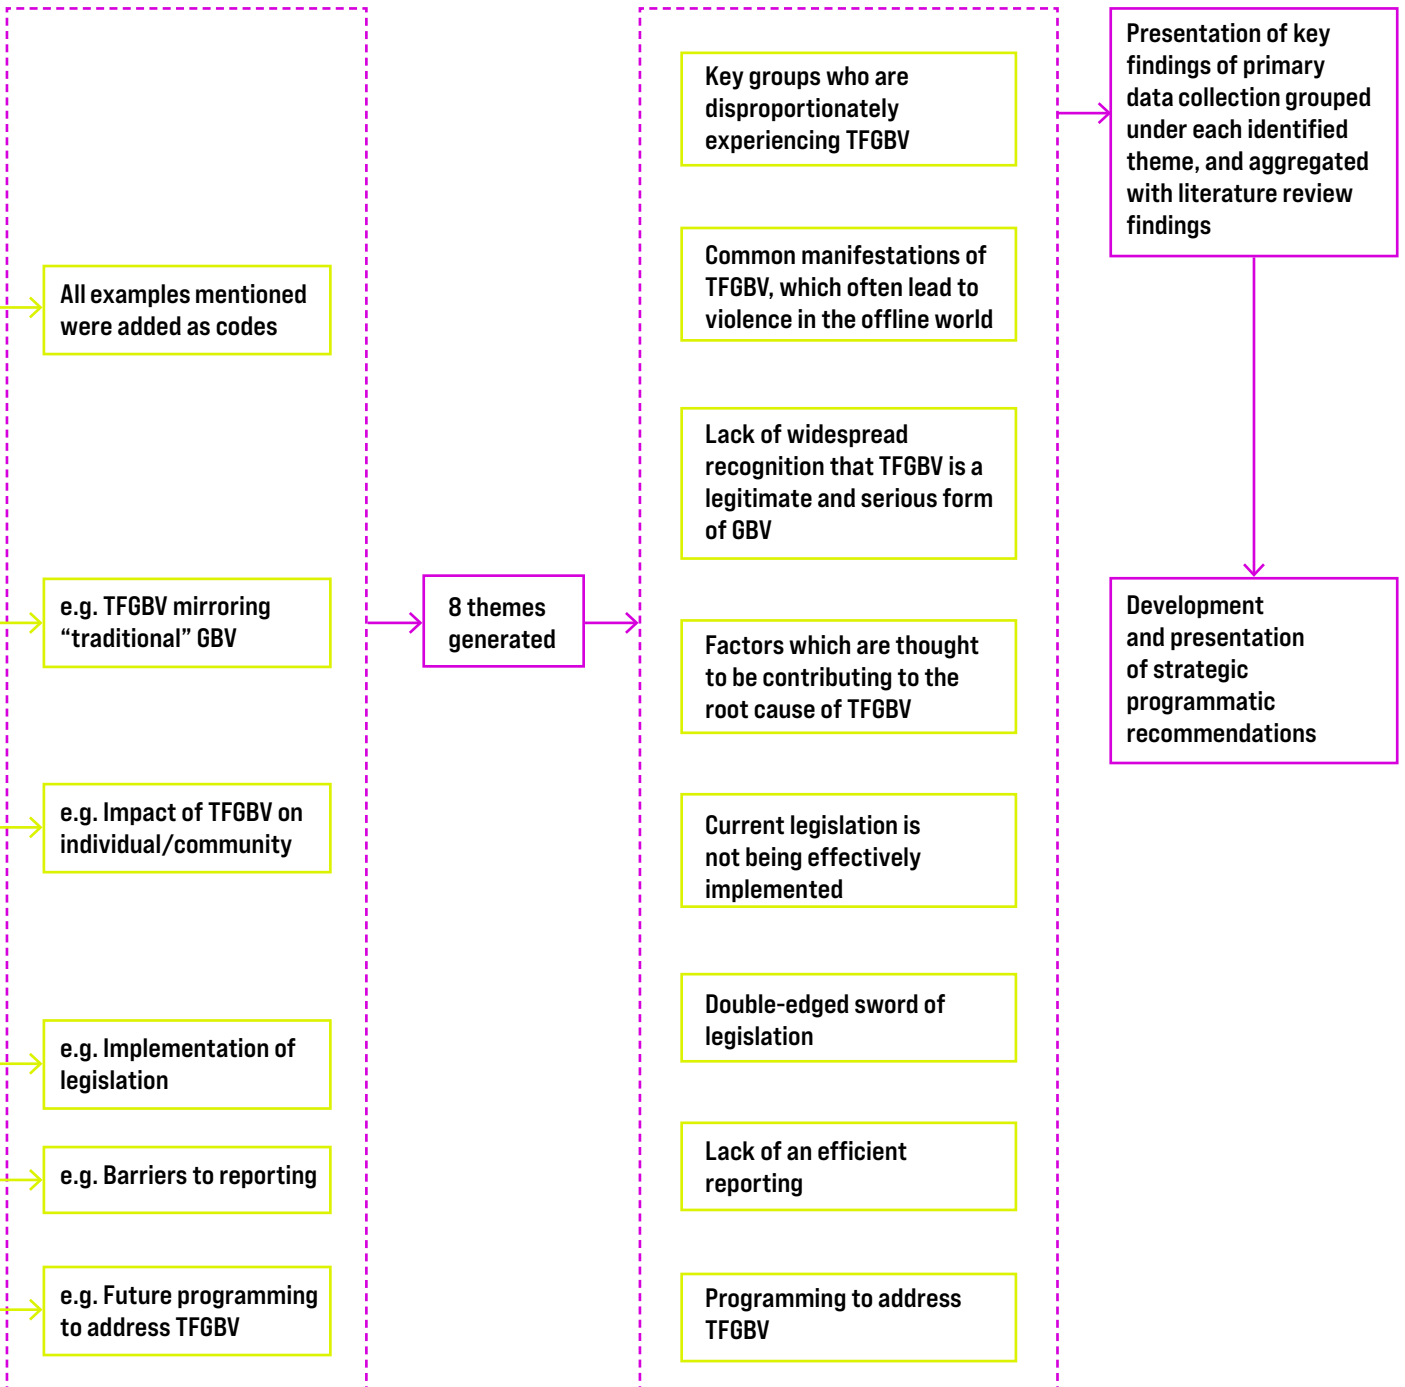 All examples mentioned
were added as codes
e.g. TFGBV mirroring
“traditional” GBV
e.g. Impact of TFGBV on
individual/community
e.g. Implementation of
legislation
e.g. Barriers to reporting
e.g. Future programming
to address TFGBV
8 themes
generated
Key groups who are
disproportionately
experiencing TFGBV
Common manifestations of
TFGBV, which often lead to
violence in the offline world
Lack of widespread
recognition that TFGBV is a
legitimate and serious form
of GBV
Factors which are thought
to be contributing to the
root cause of TFGBV
Current legislation is
not being effectively
implemented
Double-edged sword of
legislation
Lack of an efficient
reporting
Programming to address
TFGBV
Presentation of key
findings of primary
data collection grouped
under each identified
theme, and aggregated
with literature review
findings
Development
and presentation
of strategic
programmatic
recommendations